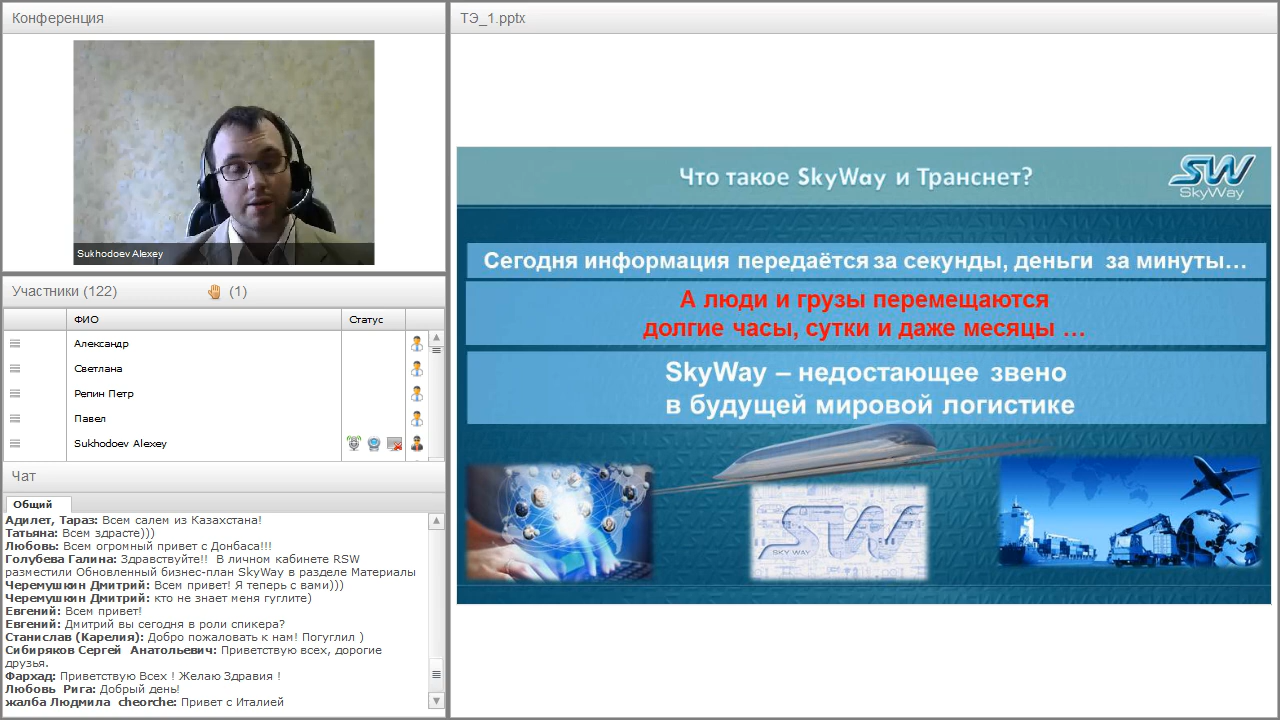 Конференция
Sukhodoev Alexey
Участники (122)
(1)
ФИО
Статус
Александр
Светлана
Репин Петр
Павел
Sukhodoev Alexey
Чат
Общий
Адилет, Тараз: Всем салем из Казахстана!
Татьяна: Всем здрасте)))
Любовь: Всем огромный привет с Донбаса!!!
Голубева Галина: Здравствуйте!! В личном кабинете RSW
разместили Обновленный бизнес-план SkyWay в разделе Материалы
Черемушкин Дмитрий: Всем привет! Я теперь с вами)))
Черемушкин Дмитрий: кто не знает меня гуглите)
Евгений: Всем привет!
Евгений: Дмитрий вы сегодня в роли спикера?
Станислав (Карелия): Добро пожаловать к нам! Погуглил )
Сибиряков Сергей Анатольевич: Приветствую всех, дорогие
друзья.
Фархад: Приветствую Всех ! Желаю Здравия !
Любовь Рига: Добрый день!
жалба Людмила cheorche: Привет с Италией
ТЭ_1.pptx
Что такое SkyWay и Транснет?
SW
SkyWay
Сегодня информация передаётся за секунды, деньги за минуты…
А люди и грузы перемещаются
долгие часы, сутки и даже месяцы …
SkyWay – недостающее звено
в будущей мировой логистике
SW
SKY WAY